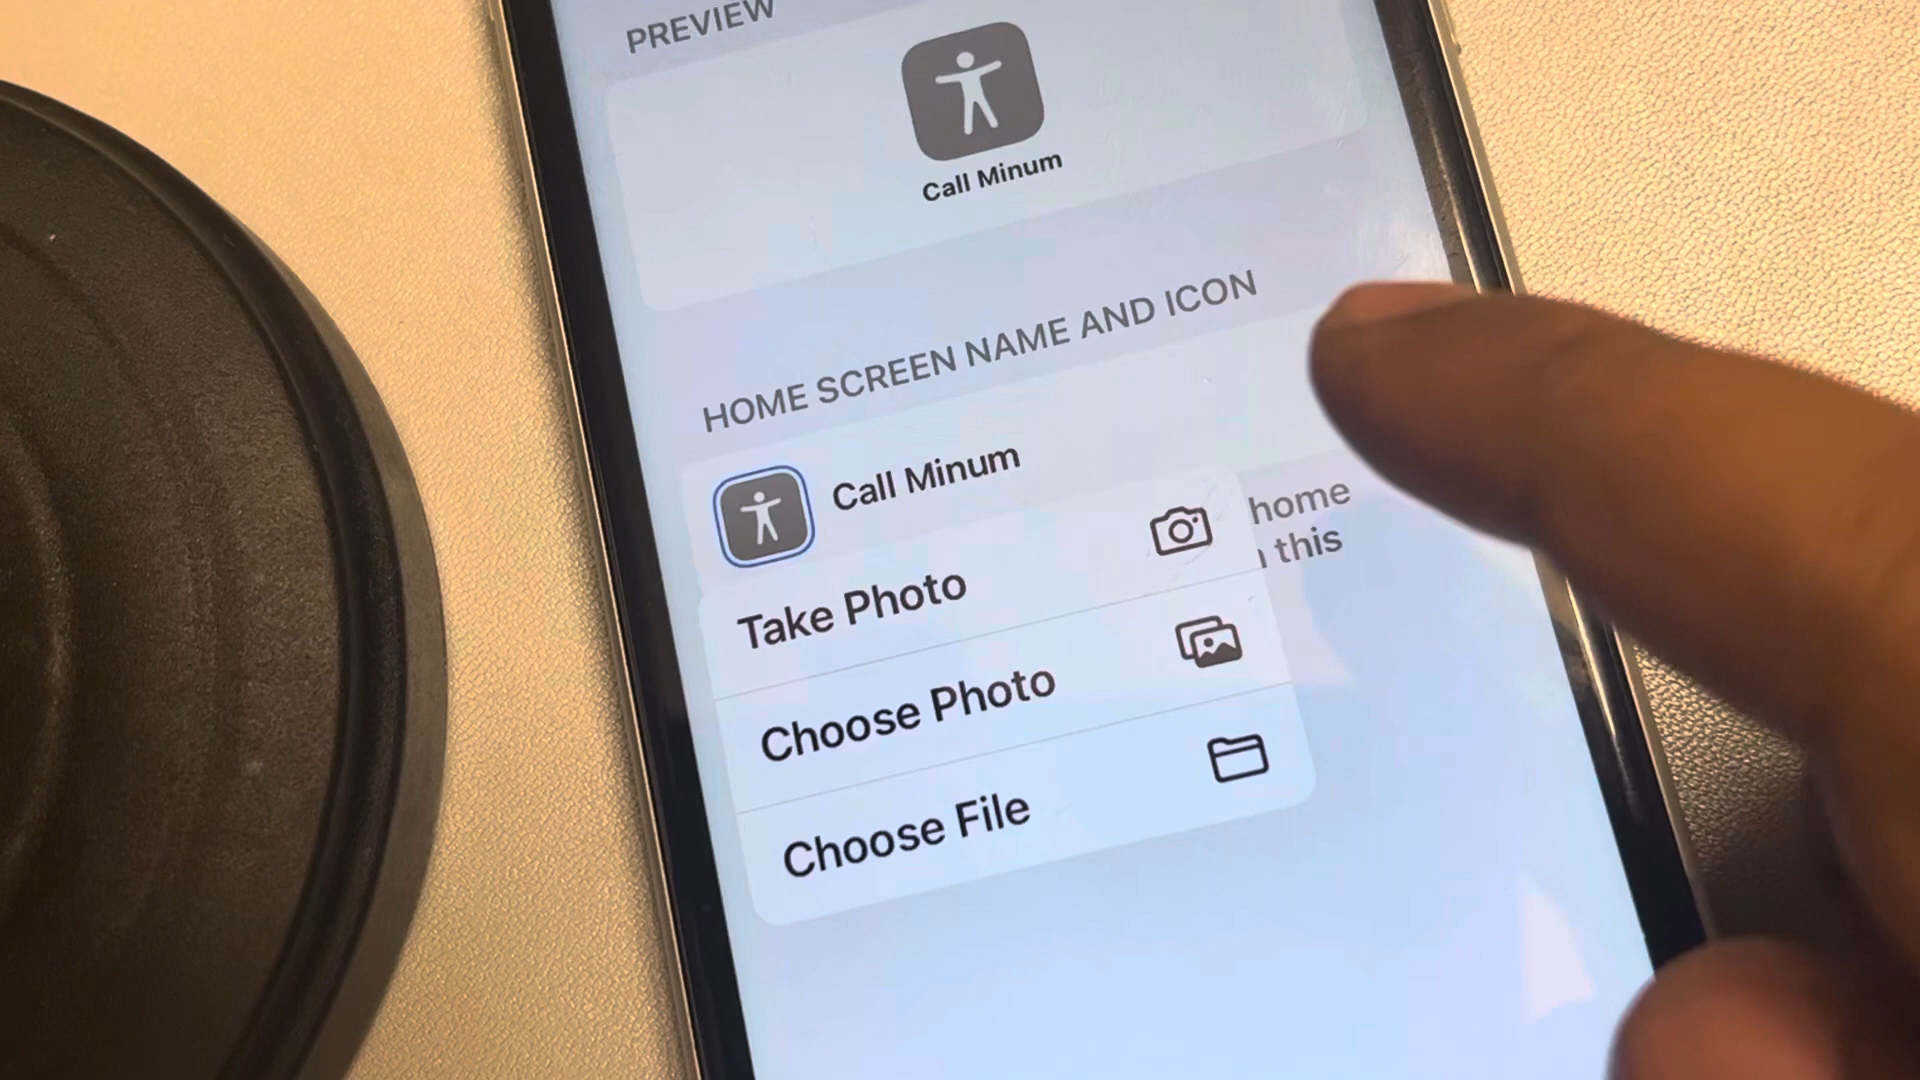 PREVIEW
Call Minum
HOME SCREEN NAME AND ICON
Call Minum
home
this
Take Photo
Choose Photo
Choose File